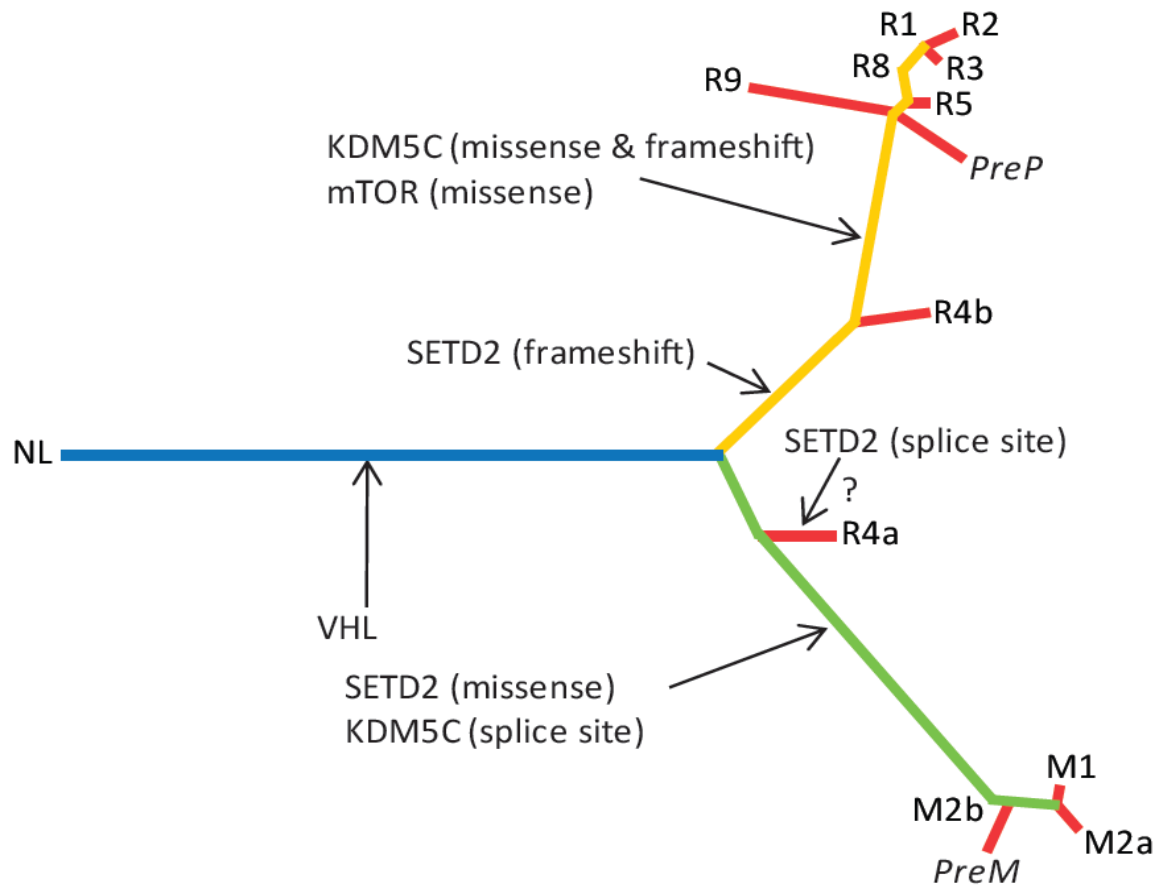 R1
R2
R8
R3
R9
R5
KDM5C (missense & frameshift)
mTOR (missense)
PreP
R4b
SETD2 (frameshift)
NL
SETD2 (splice site)
?
R4a
VHL
SETD2 (missense)
KDM5C (splice site)
M1
M2b
M2a
PreM